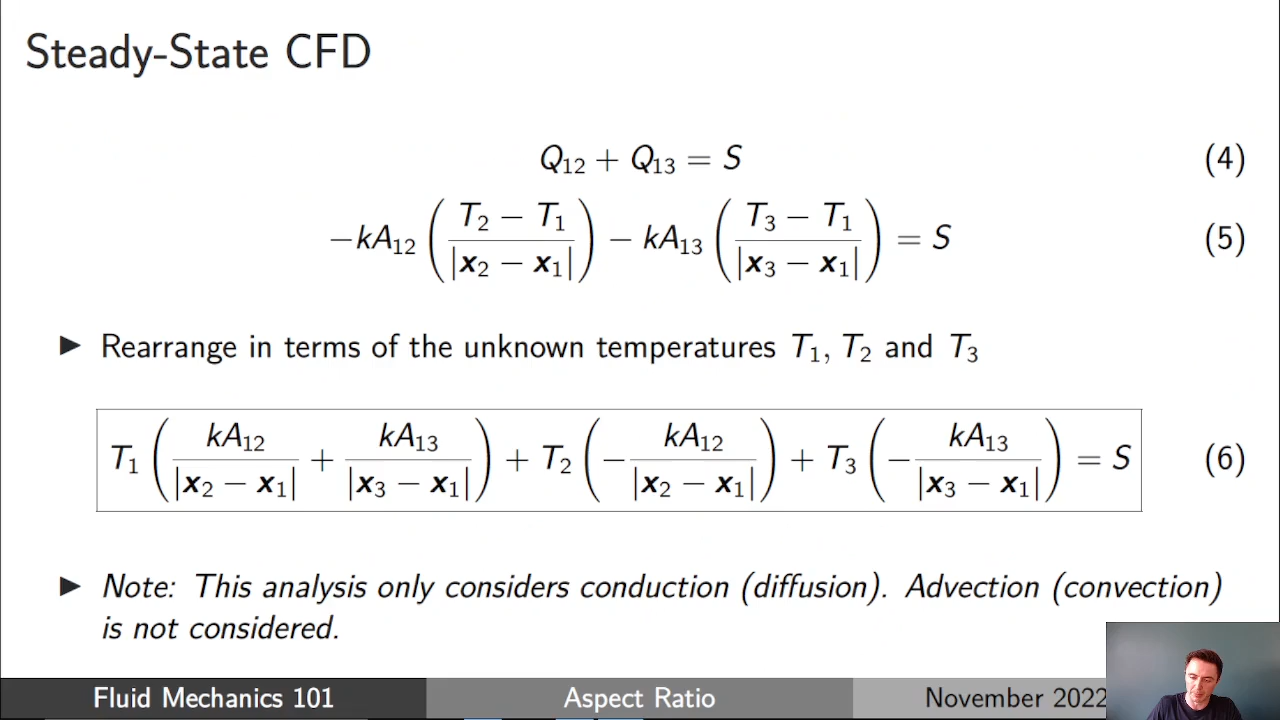 Steady-State CFD
Q₁₂ + Q₁₃ = S (4)
−kA₁₂ ( (T₂ − T₁) / |x₂ − x₁| ) − kA₁₃ ( (T₃ − T₁) / |x₃ − x₁| ) = S (5)
▶ Rearrange in terms of the unknown temperatures T₁, T₂ and T₃
T₁ ( kA₁₂ / |x₂ − x₁| + kA₁₃ / |x₃ − x₁| ) + T₂ ( − kA₁₂ / |x₂ − x₁| ) + T₃ ( − kA₁₃ / |x₃ − x₁| ) = S (6)
▶ Note: This analysis only considers conduction (diffusion). Advection (convection)
is not considered.
Fluid Mechanics 101 Aspect Ratio November 2022